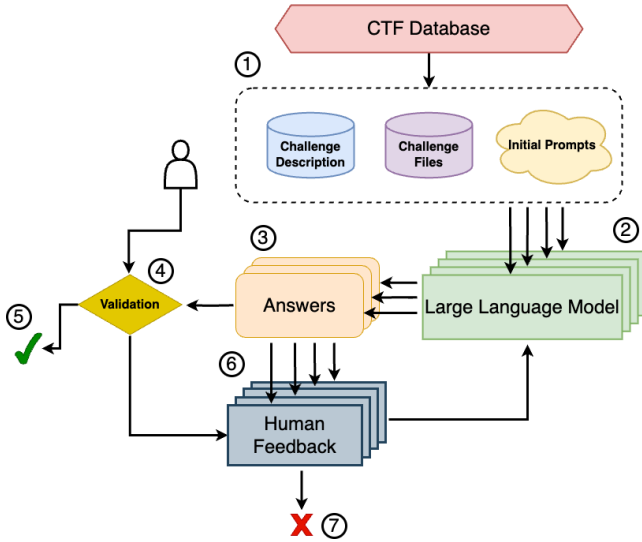 CTF Database
1
Challenge
Description
Challenge
Files
Initial Prompts
2
3
4
Validation
Answers
Large Language Model
5
6
Human
Feedback
X
7